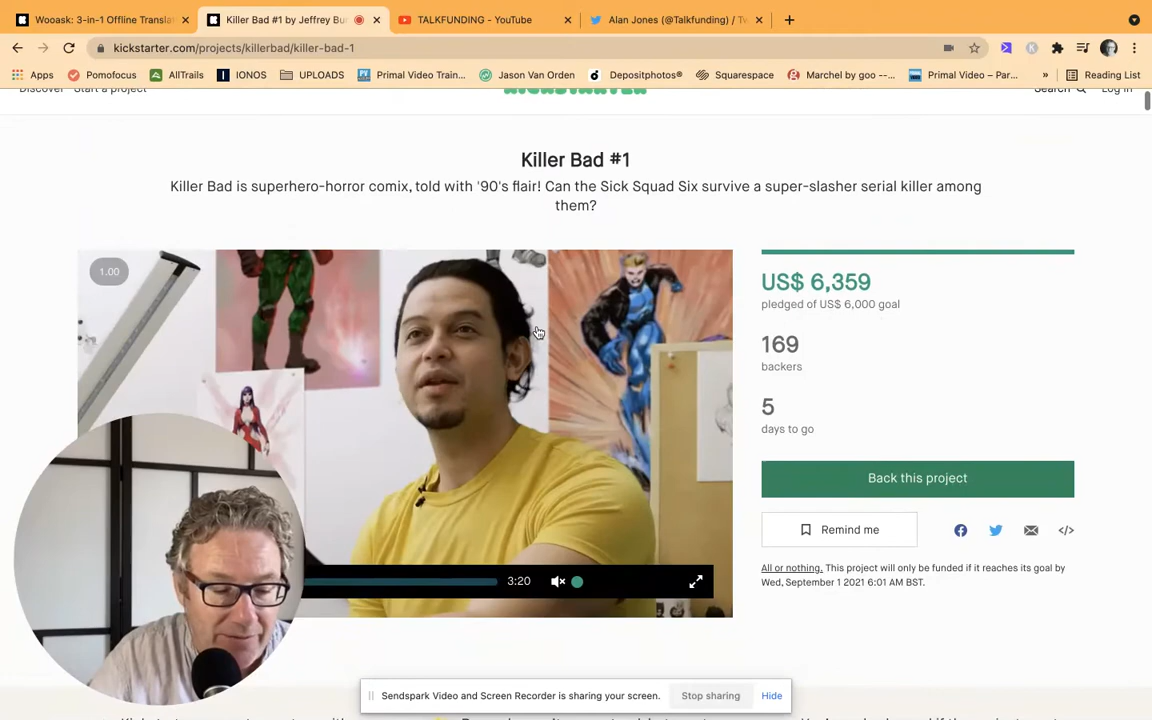 Wooask: 3-in-1 Offline Translat
Killer Bad #1 by Jeffrey Bu
TALKFUNDING - YouTube
Alan Jones (@Talkfunding) / Tw
kickstarter.com/projects/killerbad/killer-bad-1
Apps
Pomofocus
AllTrails
IONOS
UPLOADS
Primal Video Train...
Jason Van Orden
Depositphotos®
Squarespace
Marchel by goo --...
Primal Video – Par...
»
Reading List
Discover
Start a project
KICKSTARTER
Search
Log in
Killer Bad #1
Killer Bad is superhero-horror comix, told with '90's flair! Can the Sick Squad Six survive a super-slasher serial killer among
them?
1.00
US$ 6,359
pledged of US$ 6,000 goal
169
backers
5
days to go
Back this project
Remind me
All or nothing. This project will only be funded if it reaches its goal by
Wed, September 1 2021 6:01 AM BST.
3:20
Sendspark Video and Screen Recorder is sharing your screen.
Stop sharing
Hide